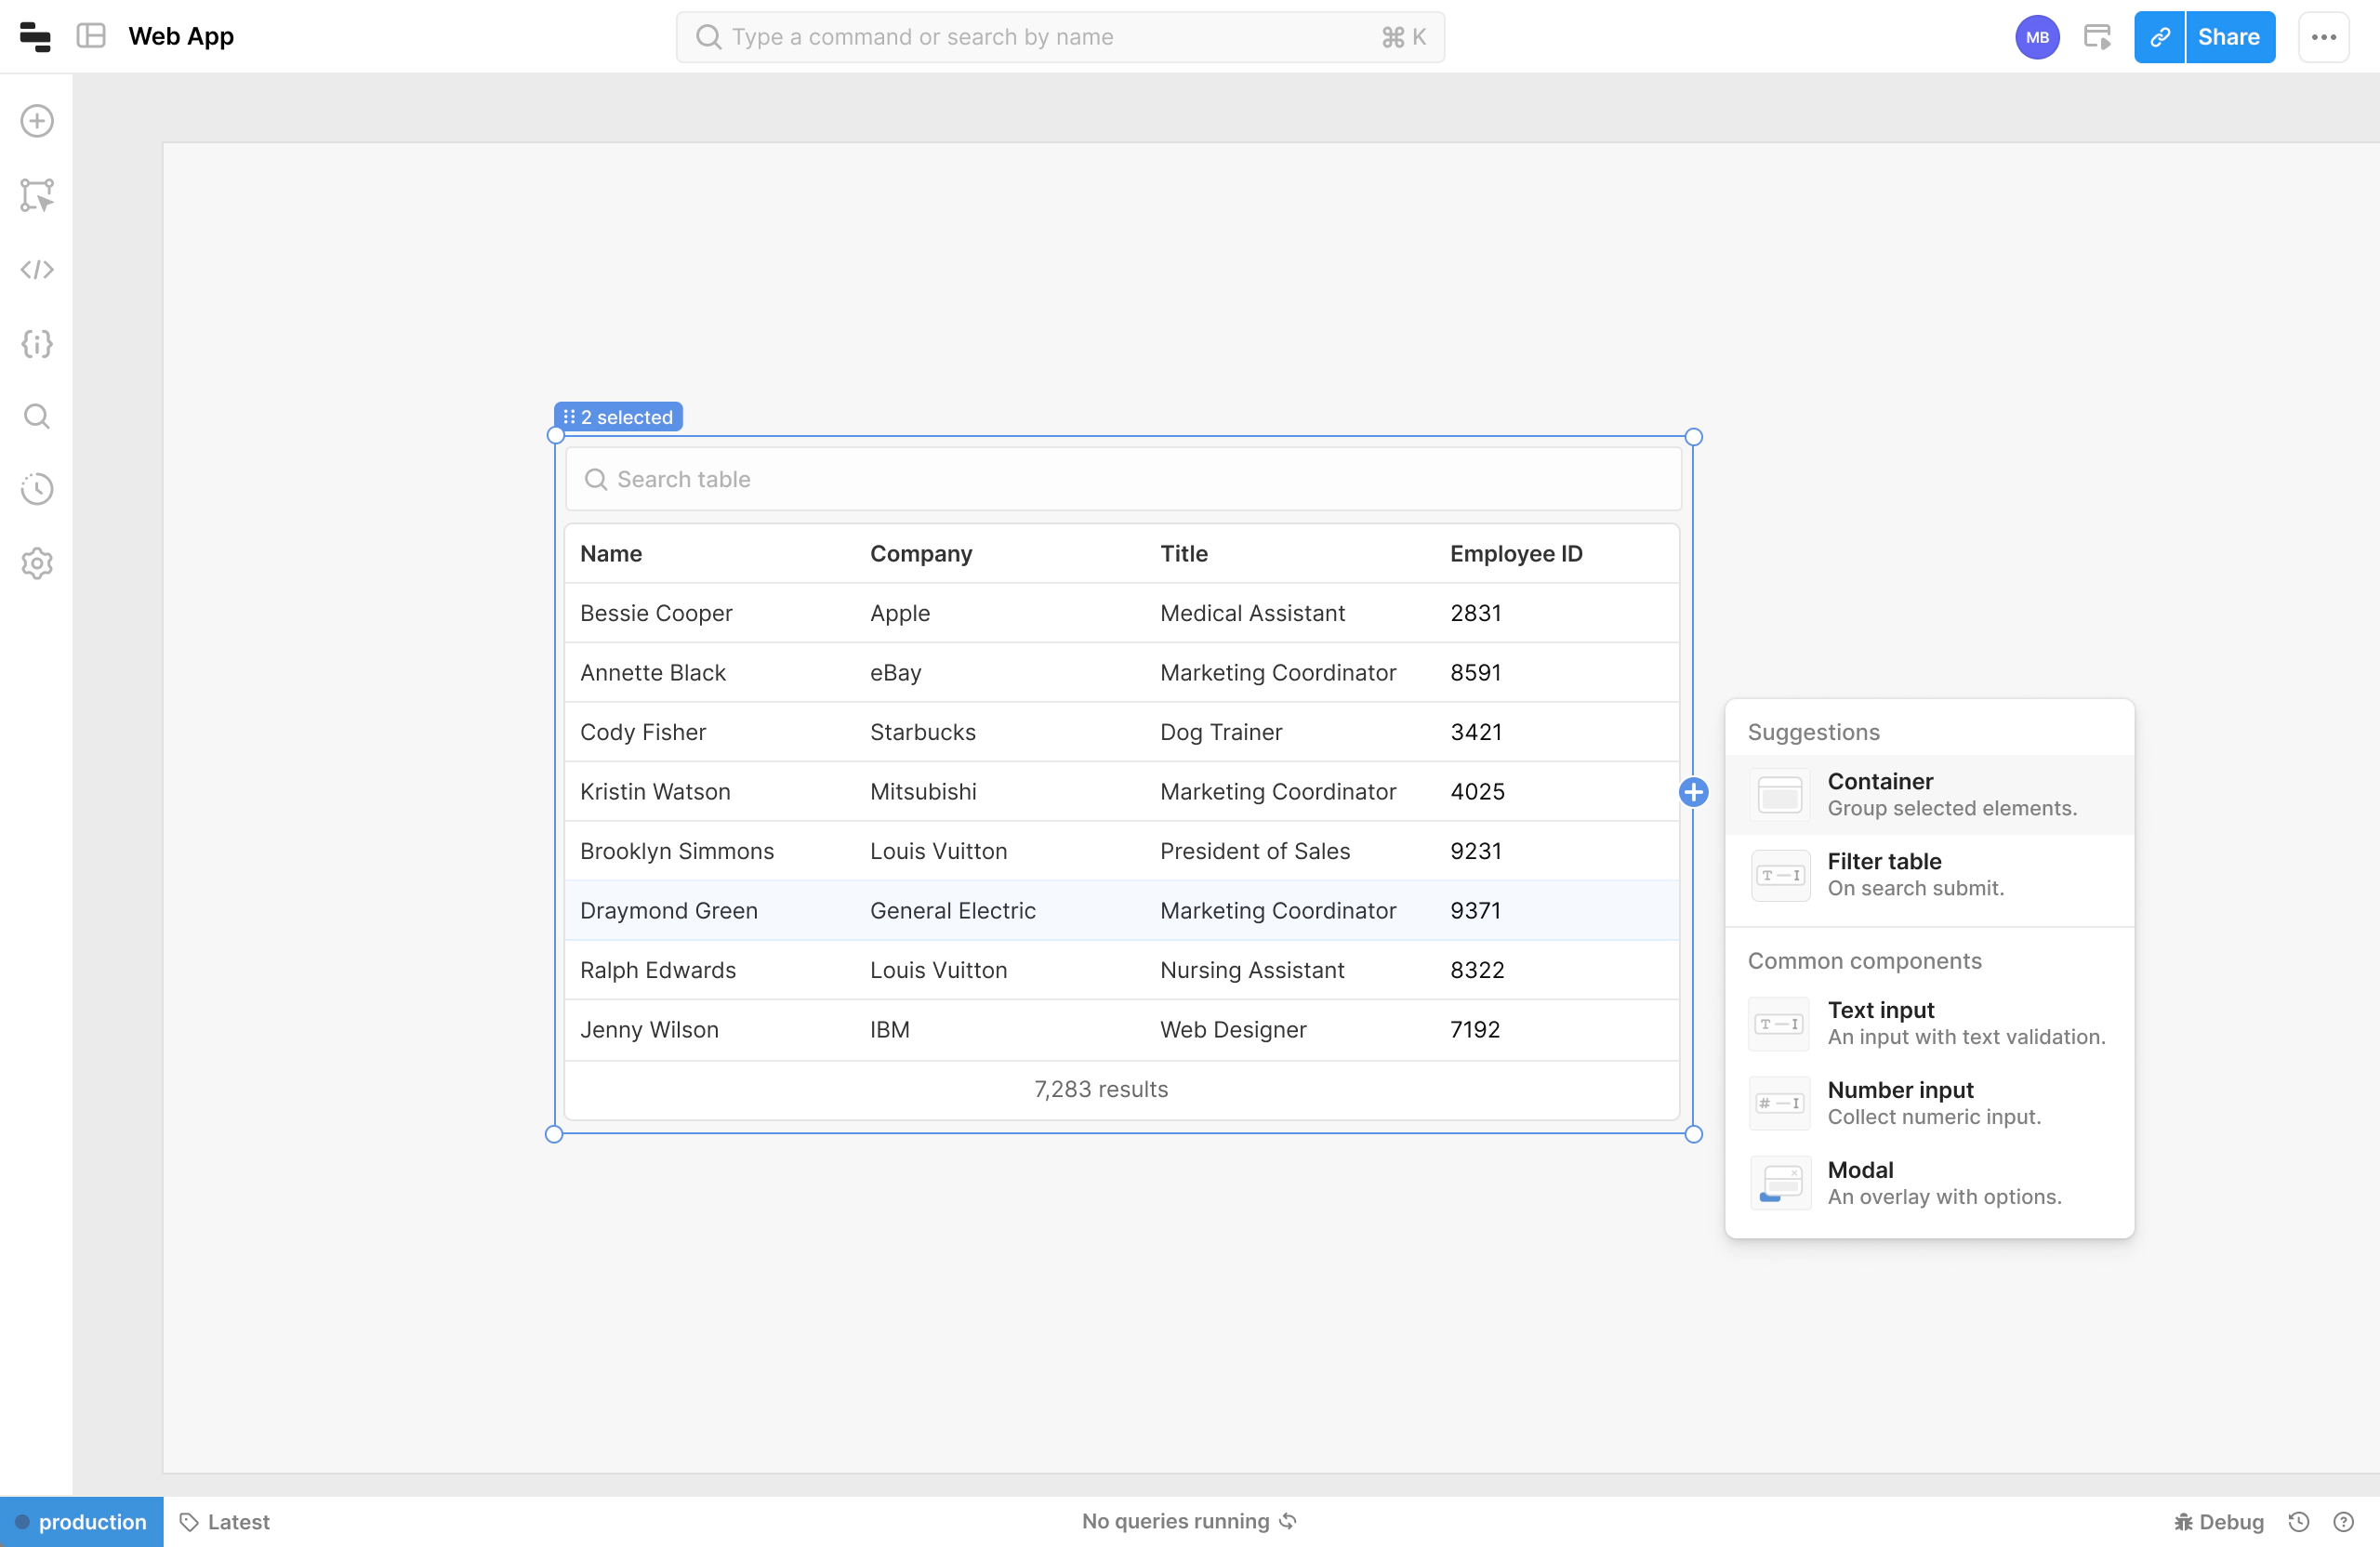 Web App
Type a command or search by name
⌘ K
MB
Share
2 selected
Search table
Name Company Title Employee ID
Bessie Cooper Apple Medical Assistant 2831
Annette Black eBay Marketing Coordinator 8591
Cody Fisher Starbucks Dog Trainer 3421
Kristin Watson Mitsubishi Marketing Coordinator 4025
Brooklyn Simmons Louis Vuitton President of Sales 9231
Draymond Green General Electric Marketing Coordinator 9371
Ralph Edwards Louis Vuitton Nursing Assistant 8322
Jenny Wilson IBM Web Designer 7192
7,283 results
Suggestions
Container
Group selected elements.
Filter table
On search submit.
Common components
Text input
An input with text validation.
Number input
Collect numeric input.
Modal
An overlay with options.
production
Latest
No queries running
Debug